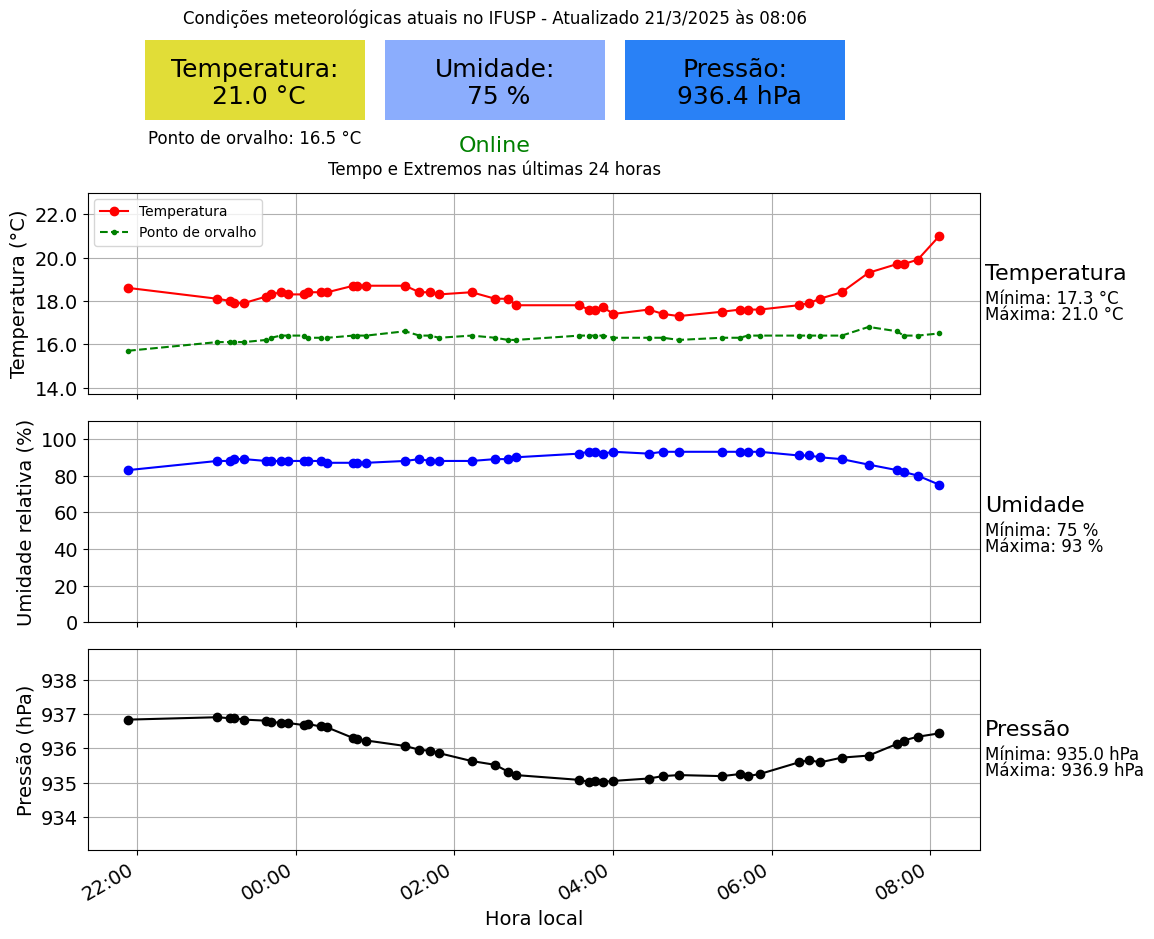 Condições meteorológicas atuais no IFUSP - Atualizado 21/3/2025 às 08:06
Temperatura:
21.0 °C
Umidade:
75 %
Pressão:
936.4 hPa
Ponto de orvalho: 16.5 °C
Online
Tempo e Extremos nas últimas 24 horas
Temperatura (°C)
22.0
20.0
18.0
16.0
14.0
Temperatura
Ponto de orvalho
Temperatura
Mínima: 17.3 °C
Máxima: 21.0 °C
Umidade relativa (%)
100
80
60
40
20
0
Umidade
Mínima: 75 %
Máxima: 93 %
Pressão (hPa)
938
937
936
935
934
Pressão
Mínima: 935.0 hPa
Máxima: 936.9 hPa
22:00
00:00
02:00
04:00
06:00
08:00
Hora local